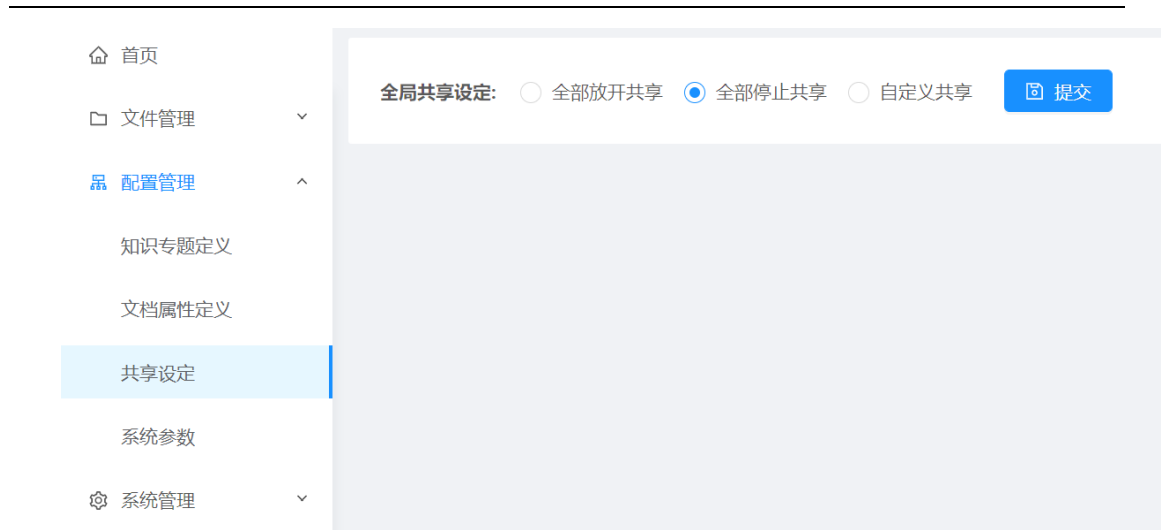 首页
文件管理
配置管理
知识专题定义
文档属性定义
共享设定
系统参数
系统管理
全局共享设定: 全部放开共享 全部停止共享 自定义共享 提交